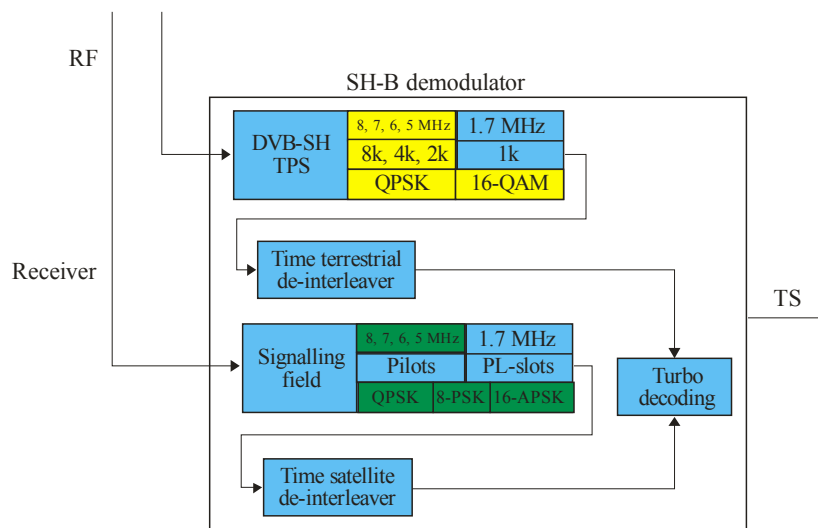 RF
SH-B demodulator
DVB-SH
TPS
8, 7, 6, 5 MHz
1.7 MHz
8k, 4k, 2k
1k
QPSK
16-QAM
Time terrestrial
de-interleaver
Receiver
TS
Signalling
field
8, 7, 6, 5 MHz
1.7 MHz
Pilots
PL-slots
QPSK
8-PSK
16-APSK
Turbo
decoding
Time satellite
de-interleaver